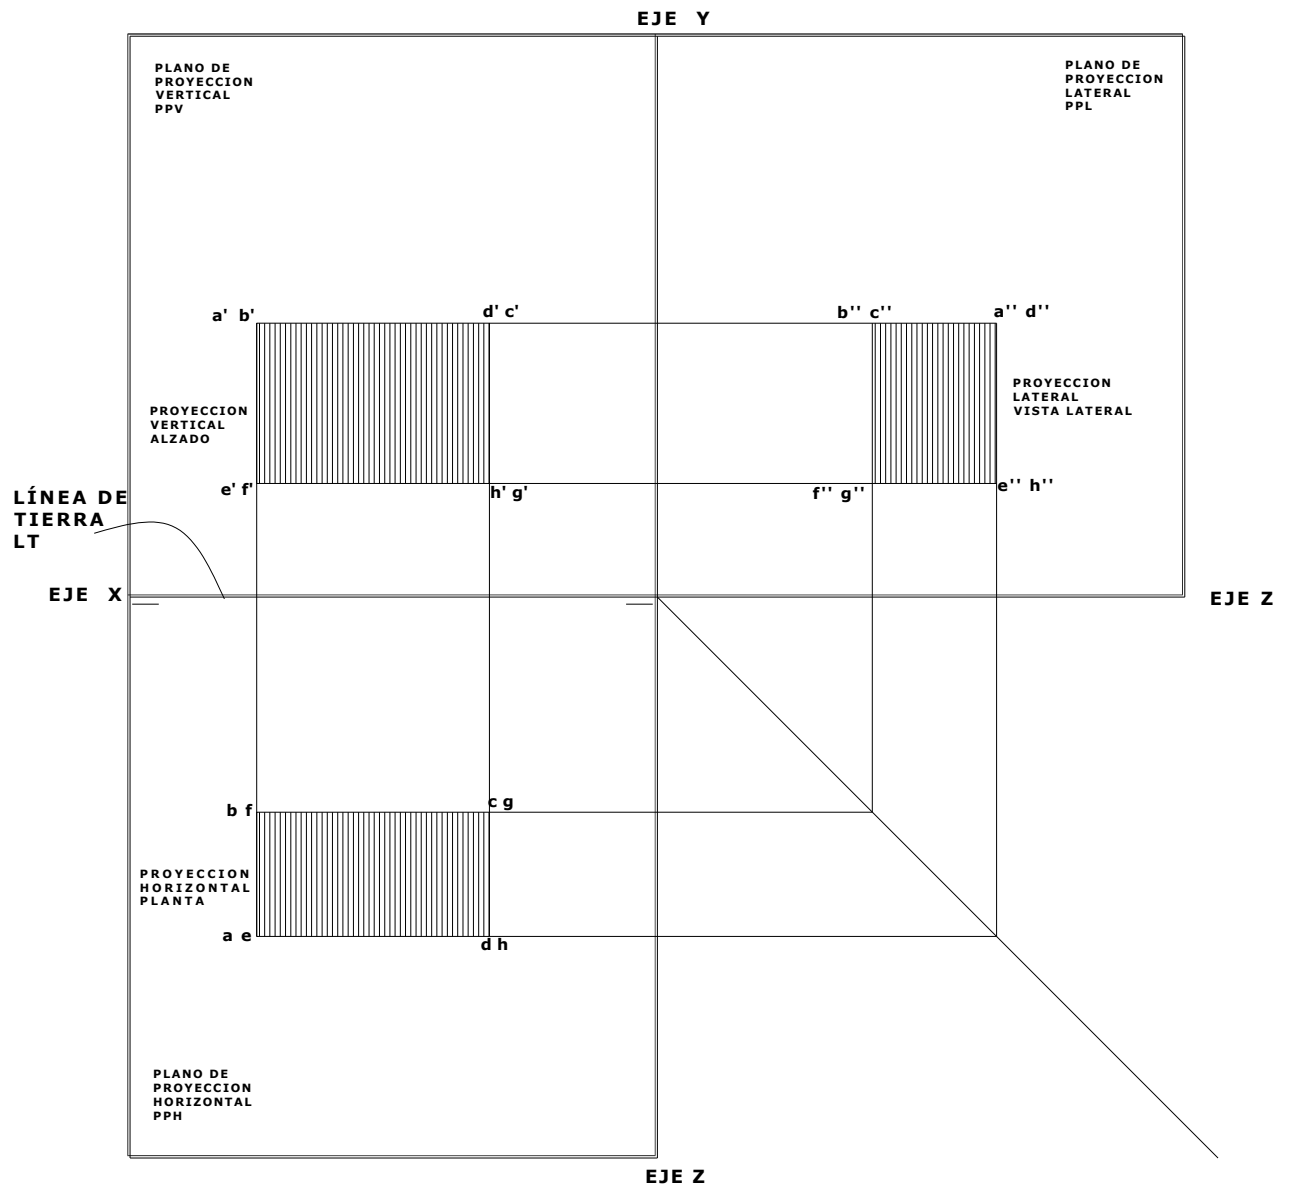 EJE Y
PLANO DE
PROYECCION
VERTICAL
PPV
PLANO DE
PROYECCION
LATERAL
PPL
a' b'
d' c'
b'' c''
a'' d''
PROYECCION
VERTICAL
ALZADO
PROYECCION
LATERAL
VISTA LATERAL
e' f'
h' g'
f'' g''
e'' h''
LÍNEA DE
TIERRA
LT
EJE X
EJE Z
b f
c g
PROYECCION
HORIZONTAL
PLANTA
a e
d h
PLANO DE
PROYECCION
HORIZONTAL
PPH
EJE Z